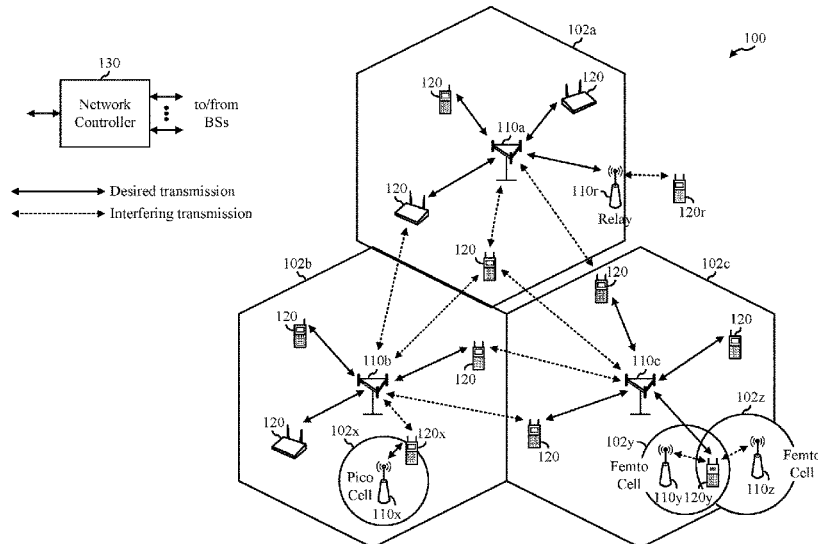 102a
100
130
Network
Controller
to/from
BSs
120
120
110a
Desired transmission
Interfering transmission
120
110r
Relay
120r
102b
120
120
102c
120
120
110b
120
110c
120
102z
120
102x
120x
120
102y
Femto
Cell
Femto
Cell
Pico
Cell
110x
110y
120y
110z